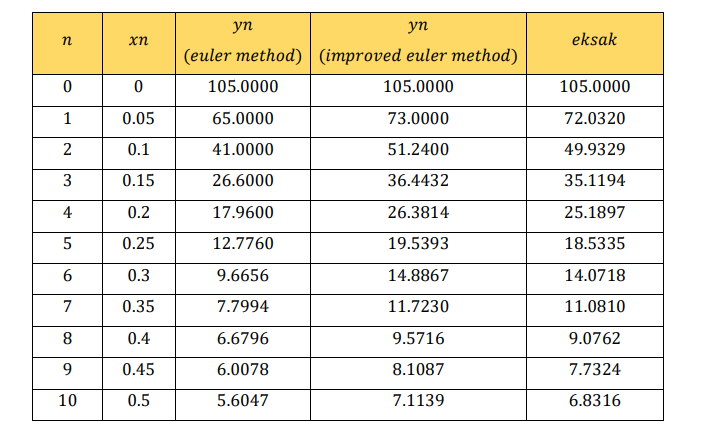 n xn yn (euler method) yn (improved euler method) eksak
0 0 105.0000 105.0000 105.0000
1 0.05 65.0000 73.0000 72.0320
2 0.1 41.0000 51.2400 49.9329
3 0.15 26.6000 36.4432 35.1194
4 0.2 17.9600 26.3814 25.1897
5 0.25 12.7760 19.5393 18.5335
6 0.3 9.6656 14.8867 14.0718
7 0.35 7.7994 11.7230 11.0810
8 0.4 6.6796 9.5716 9.0762
9 0.45 6.0078 8.1087 7.7324
10 0.5 5.6047 7.1139 6.8316